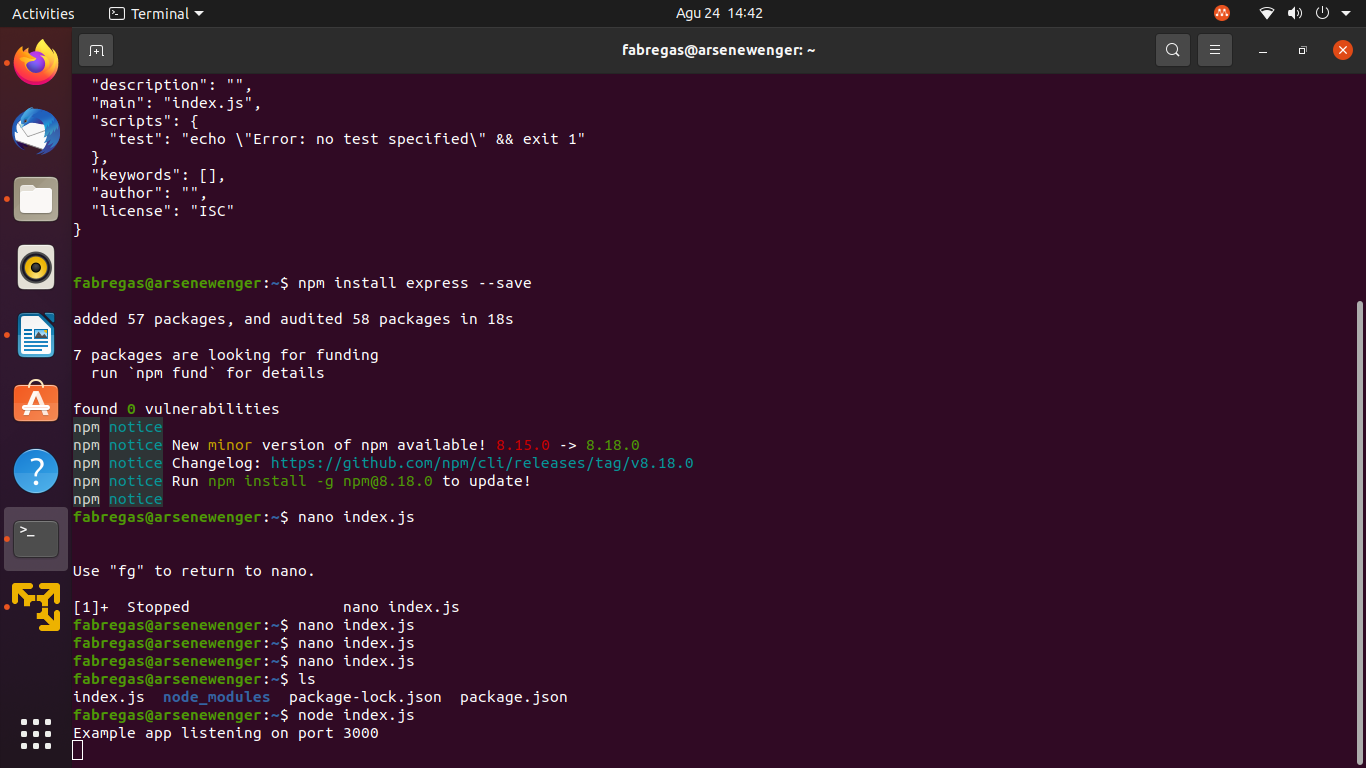 Activities
Terminal
Agu 24 14:42
fabregas@arsenewenger: ~
"description": "",
"main": "index.js",
"scripts": {
"test": "echo \"Error: no test specified\" && exit 1"
},
"keywords": [],
"author": "",
"license": "ISC"
}
fabregas@arsenewenger:~$ npm install express --save
added 57 packages, and audited 58 packages in 18s
7 packages are looking for funding
run `npm fund` for details
found 0 vulnerabilities
npm notice
npm notice New minor version of npm available! 8.15.0 -> 8.18.0
npm notice Changelog: https://github.com/npm/cli/releases/tag/v8.18.0
npm notice Run npm install -g npm@8.18.0 to update!
npm notice
fabregas@arsenewenger:~$ nano index.js
Use "fg" to return to nano.
[1]+  Stopped                 nano index.js
fabregas@arsenewenger:~$ nano index.js
fabregas@arsenewenger:~$ nano index.js
fabregas@arsenewenger:~$ nano index.js
fabregas@arsenewenger:~$ ls
index.js  node_modules  package-lock.json  package.json
fabregas@arsenewenger:~$ node index.js
Example app listening on port 3000